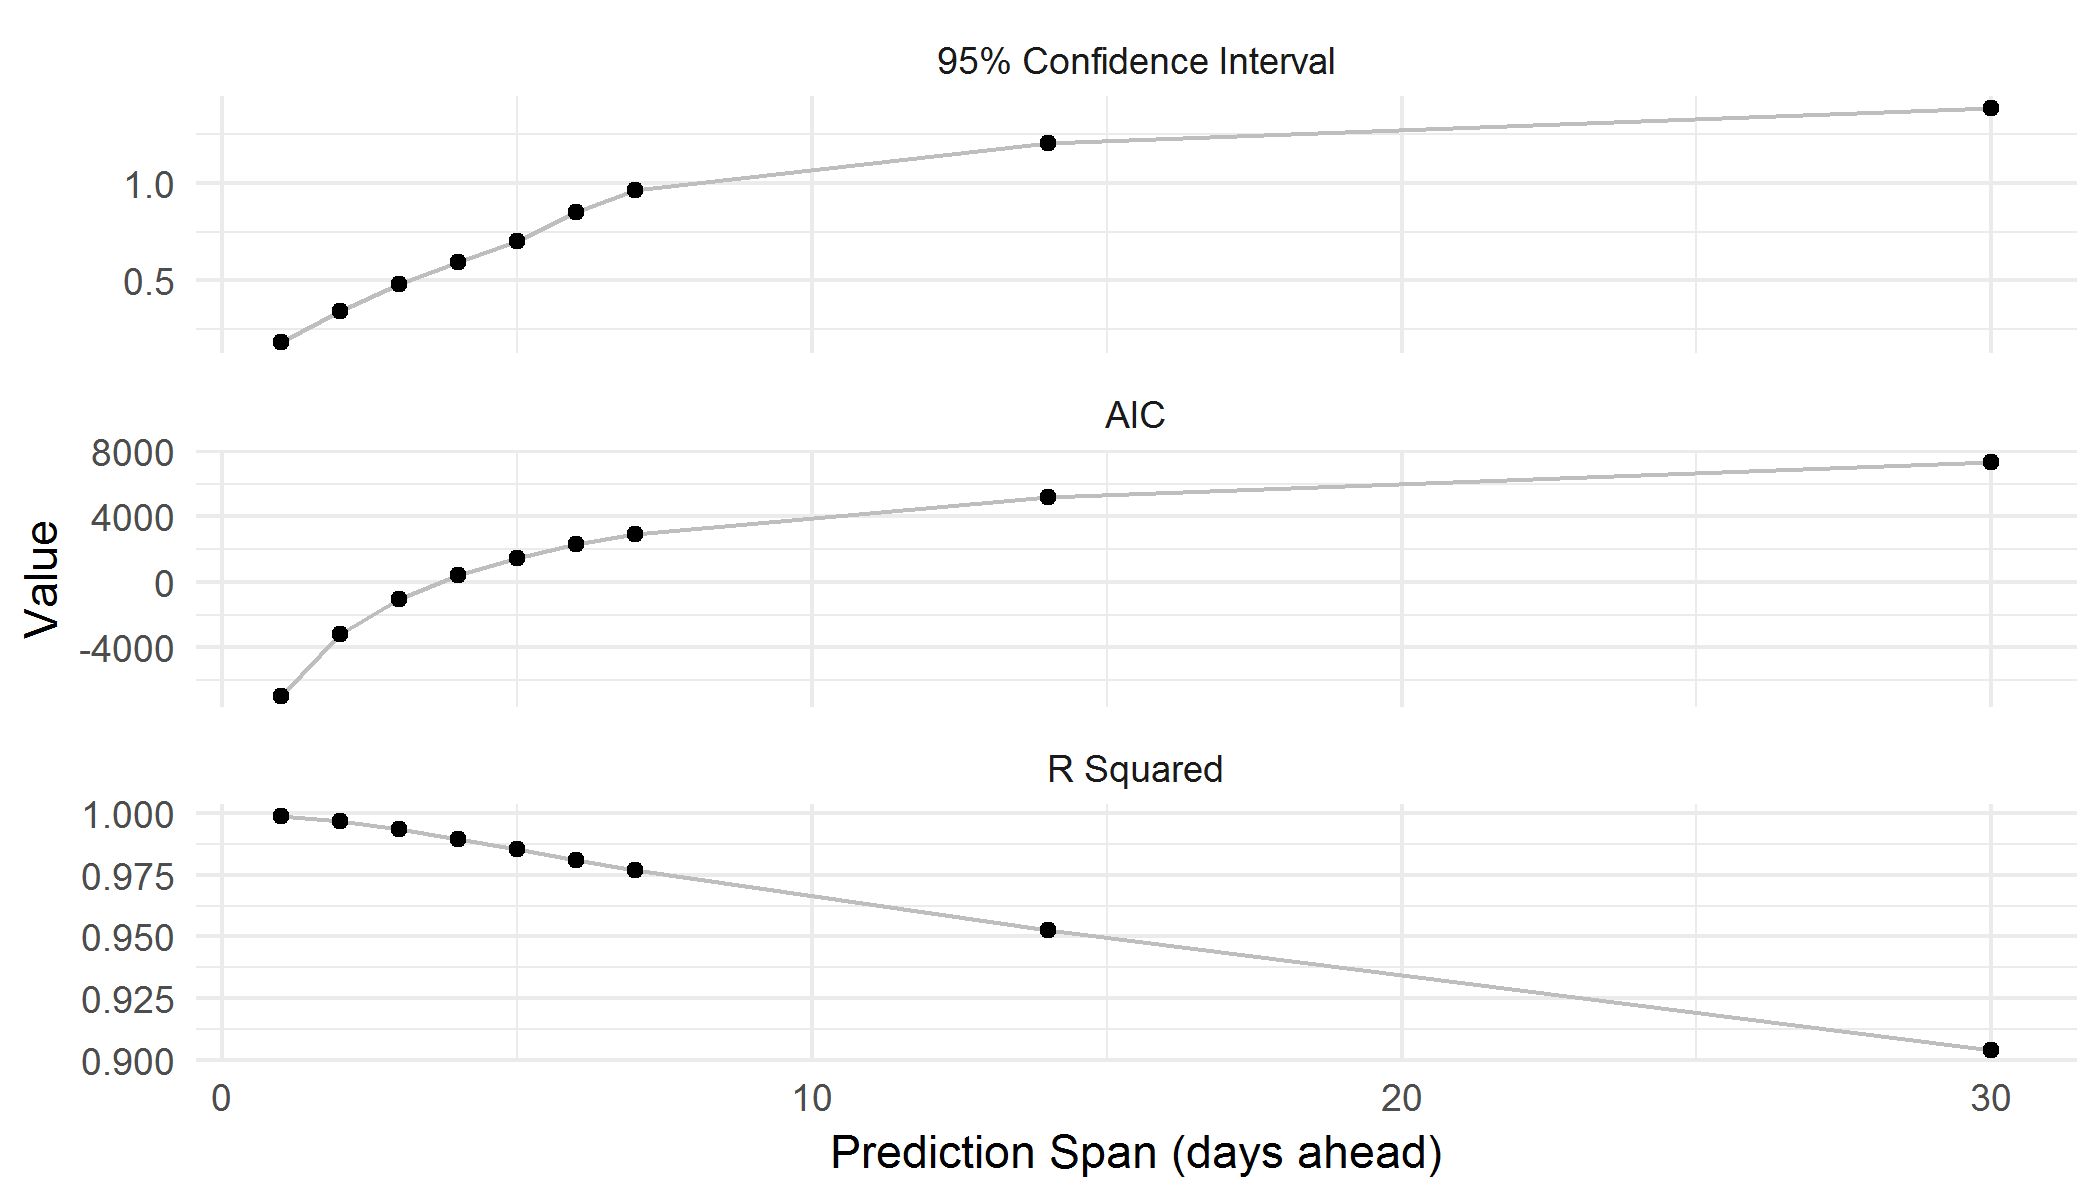 95% Confidence Interval
1.0
0.5
AIC
8000
4000
0
-4000
Value
R Squared
1.000
0.975
0.950
0.925
0.900
0 10 20 30
Prediction Span (days ahead)